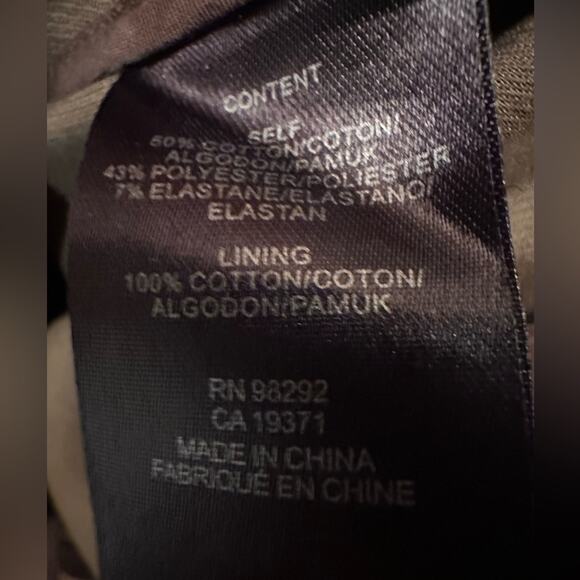 CONTENT
SELF
50% COTTON/COTON/
ALGODON/PAMUK
43% POLYESTER/POLIESTER
7% ELASTANE/ELASTANO/
ELASTAN
LINING
100% COTTON/COTON/
ALGODON/PAMUK
RN 98292
CA 19371
MADE IN CHINA
FABRIQUÉ EN CHINE